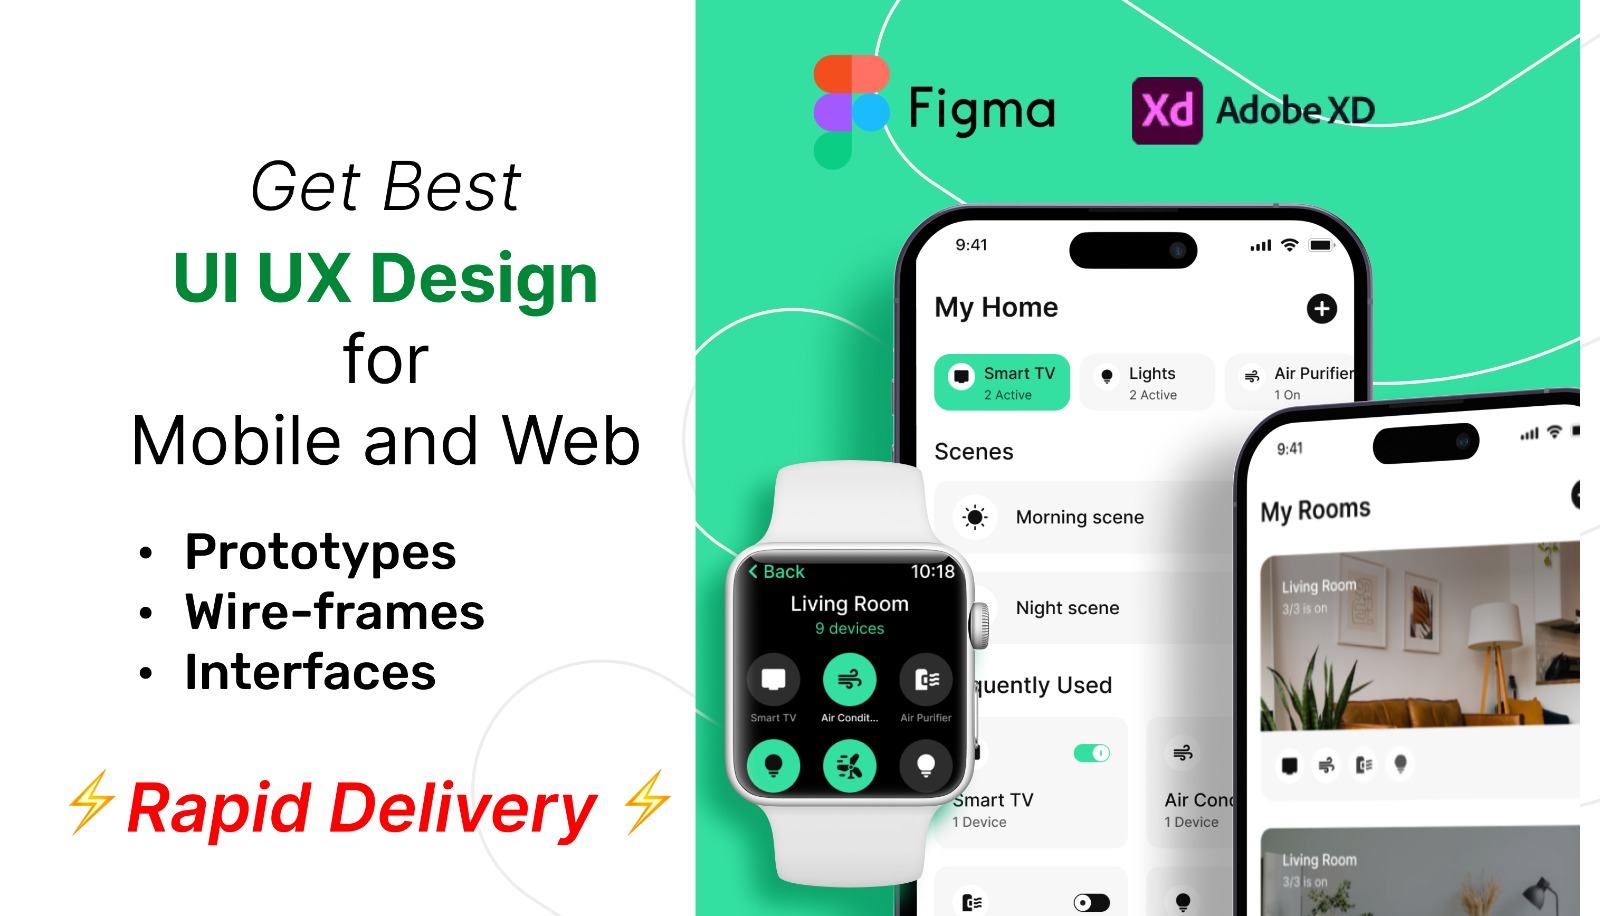 Get Best
UI UX Design
for
Mobile and Web
• Prototypes
• Wire-frames
• Interfaces
⚡Rapid Delivery⚡
Figma
Xd Adobe XD
9:41
My Home
Smart TV
2 Active
Lights
2 Active
Air Purifier
1 On
Scenes
Morning scene
Night scene
quently Used
Smart TV
1 Device
Air Cond
1 Device
Back 10:18
Living Room
9 devices
Smart TV Air Condit... Air Purifier
9:41
My Rooms
Living Room
3/3 is on
Living Room
3/3 is on